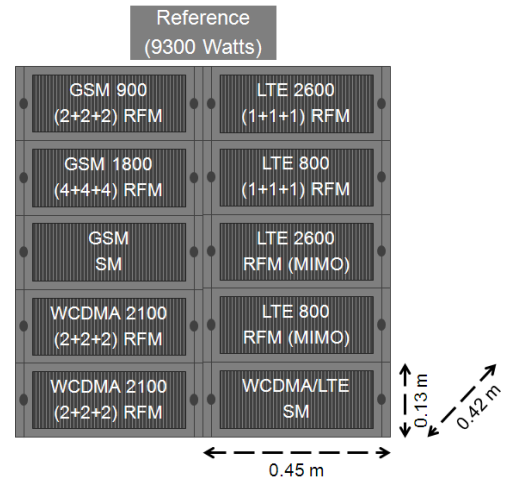 Reference
(9300 Watts)
GSM 900
(2+2+2) RFM
LTE 2600
(1+1+1) RFM
GSM 1800
(4+4+4) RFM
LTE 800
(1+1+1) RFM
GSM
SM
LTE 2600
RFM (MIMO)
WCDMA 2100
(2+2+2) RFM
LTE 800
RFM (MIMO)
WCDMA 2100
(2+2+2) RFM
WCDMA/LTE
SM
0.13 m
0.42 m
0.45 m